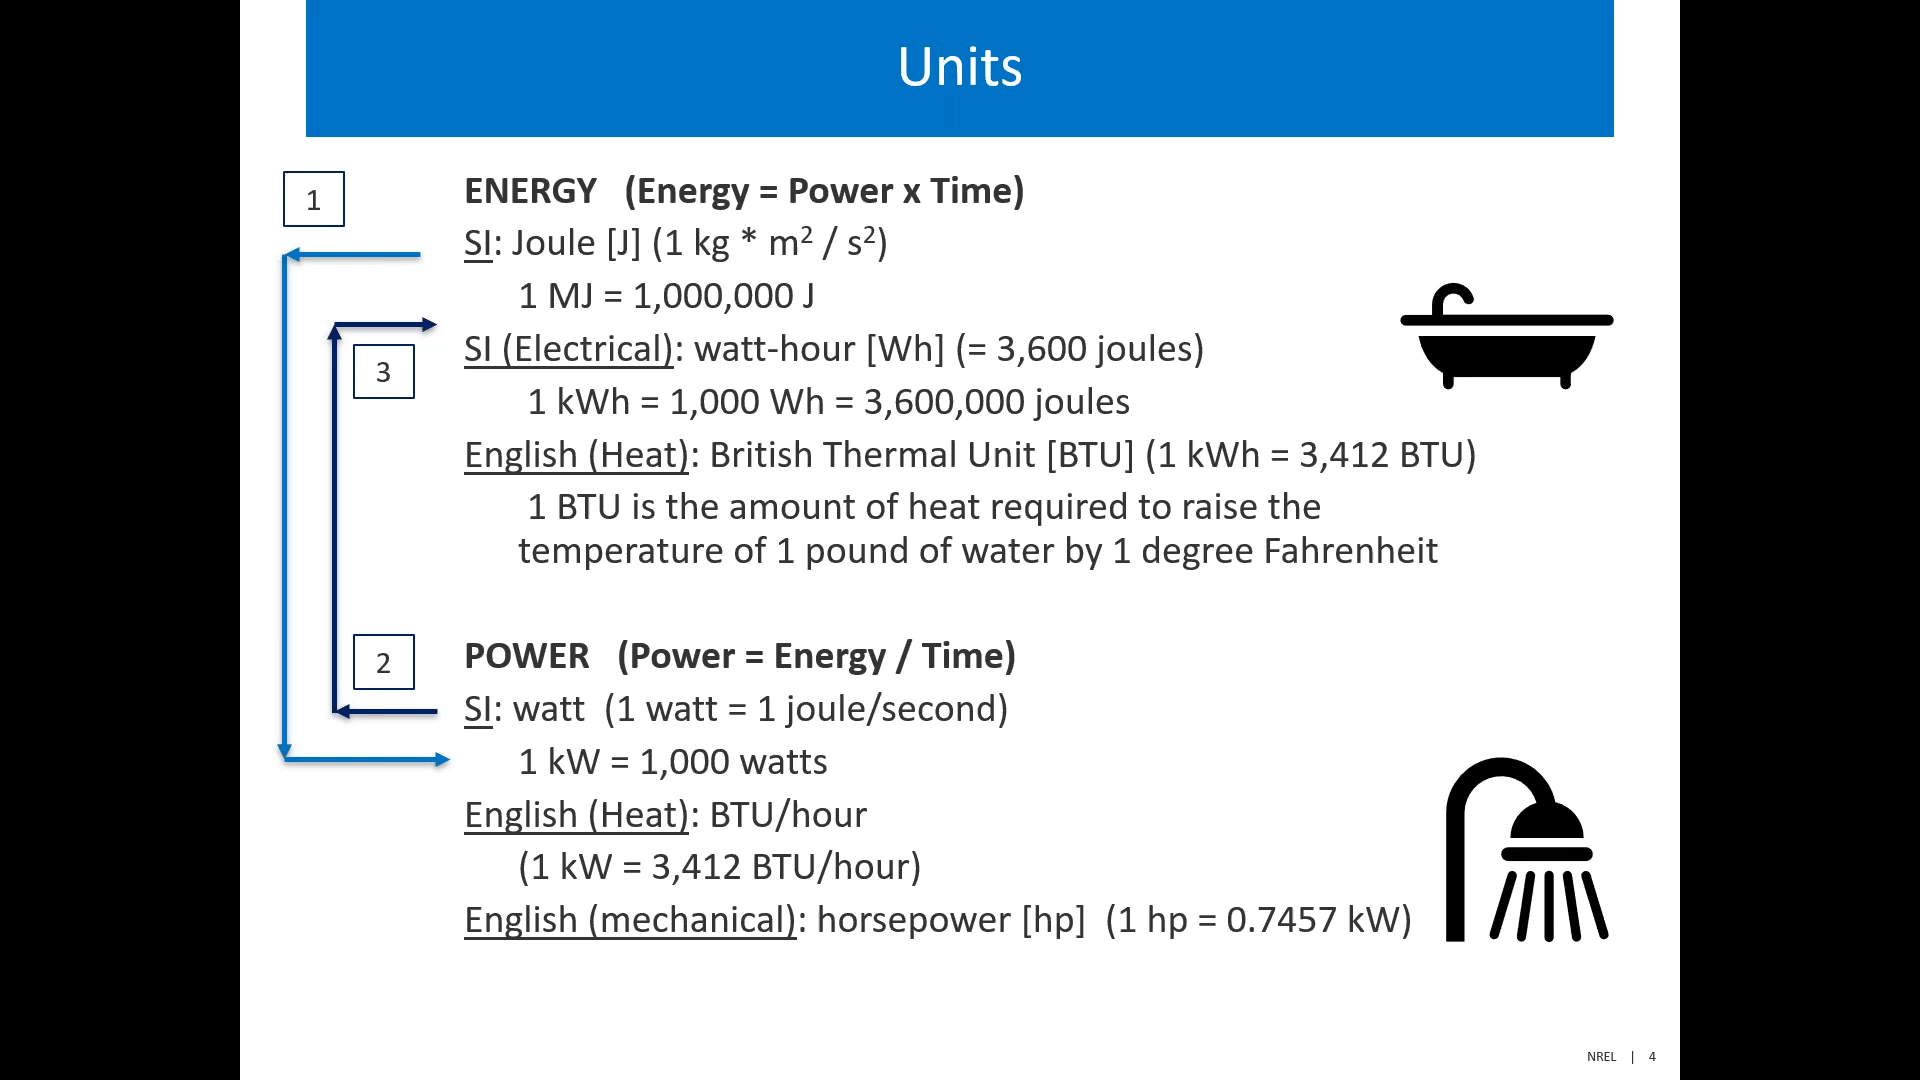 Units
1
ENERGY (Energy = Power x Time)
SI: Joule [J] (1 kg * m² / s²)
1 MJ = 1,000,000 J
3
SI (Electrical): watt-hour [Wh] (= 3,600 joules)
1 kWh = 1,000 Wh = 3,600,000 joules
English (Heat): British Thermal Unit [BTU] (1 kWh = 3,412 BTU)
1 BTU is the amount of heat required to raise the
temperature of 1 pound of water by 1 degree Fahrenheit
2
POWER (Power = Energy / Time)
SI: watt (1 watt = 1 joule/second)
1 kW = 1,000 watts
English (Heat): BTU/hour
(1 kW = 3,412 BTU/hour)
English (mechanical): horsepower [hp] (1 hp = 0.7457 kW)
NREL | 4